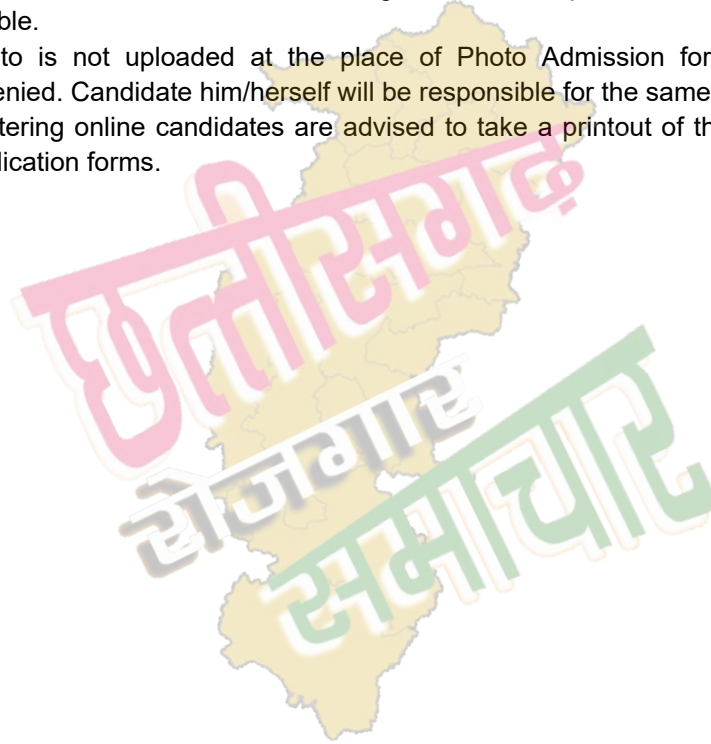 ble.
to is not uploaded at the place of Photo Admission for
enied. Candidate him/herself will be responsible for the same
tering online candidates are advised to take a printout of th
lication forms.
छत्तीसगढ़
रोजगार
समाचार